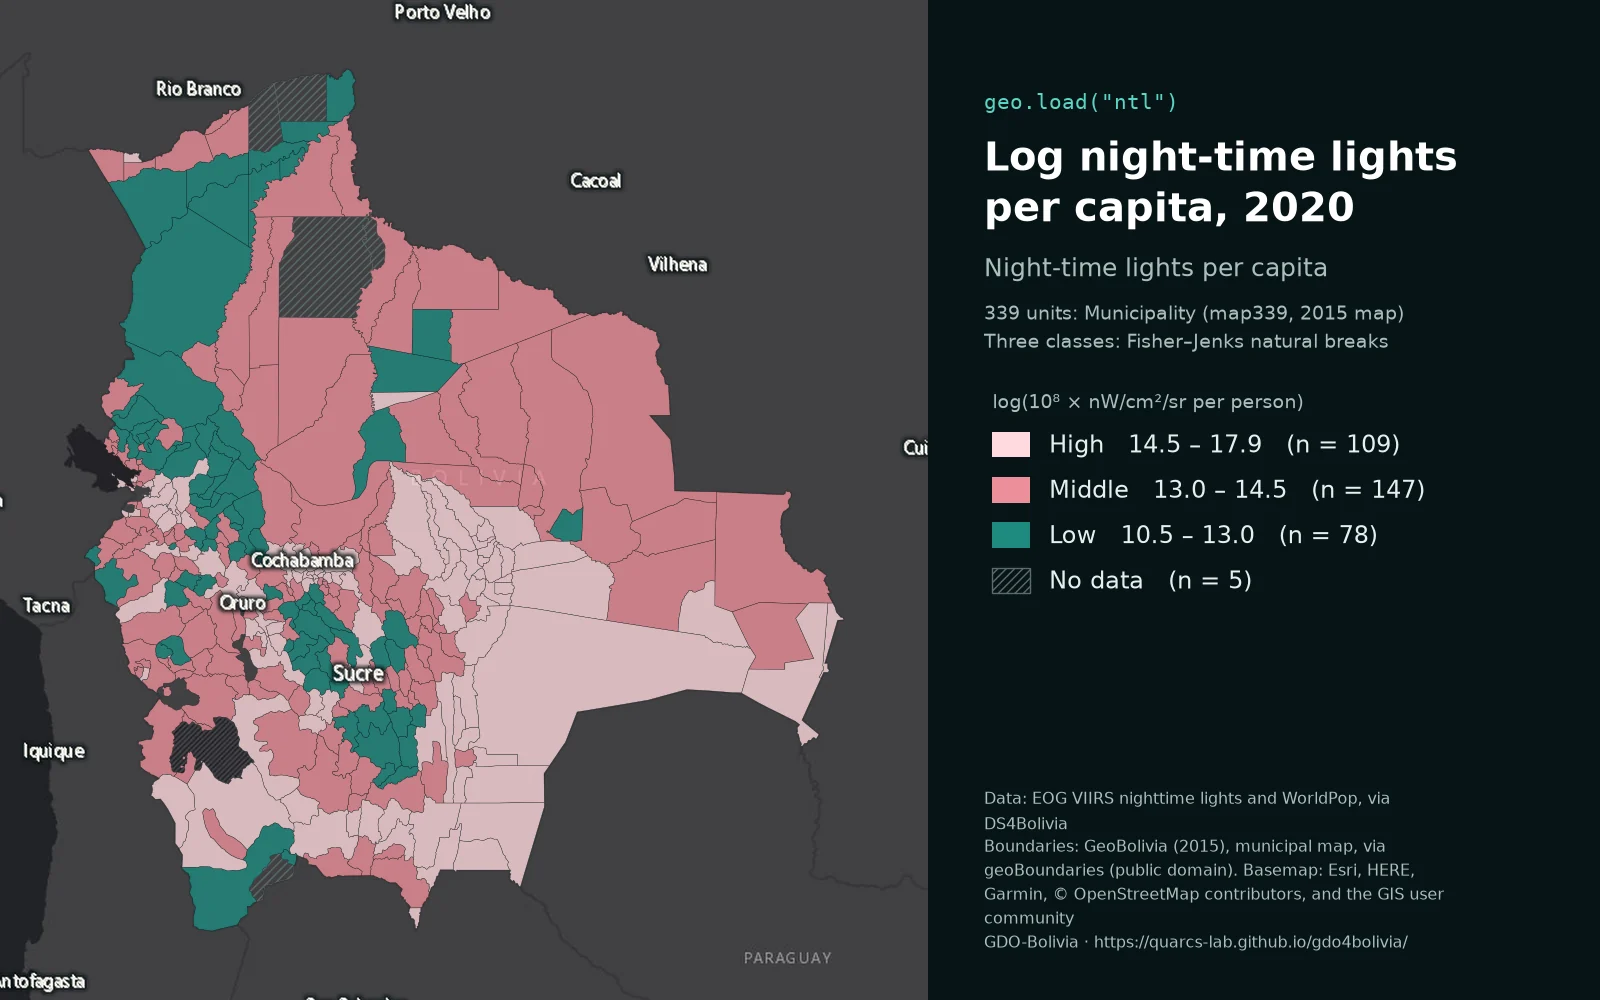 Porto Velho
Rio Branco
Cacoal
Vilhena
BOLIVIA
Cochabamba
Tacna
Oruro
Sucre
Iquique
PARAGUAY
geo.load("ntl")
Log night-time lights
per capita, 2020
Night-time lights per capita
339 units: Municipality (map339, 2015 map)
Three classes: Fisher–Jenks natural breaks
log(10⁸ × nW/cm²/sr per person)
High 14.5 – 17.9 (n = 109)
Middle 13.0 – 14.5 (n = 147)
Low 10.5 – 13.0 (n = 78)
No data (n = 5)
Data: EOG VIIRS nighttime lights and WorldPop, via
DS4Bolivia
Boundaries: GeoBolivia (2015), municipal map, via
geoBoundaries (public domain). Basemap: Esri, HERE,
Garmin, © OpenStreetMap contributors, and the GIS user
community
GDO-Bolivia · https://quarcs-lab.github.io/gdo4bolivia/